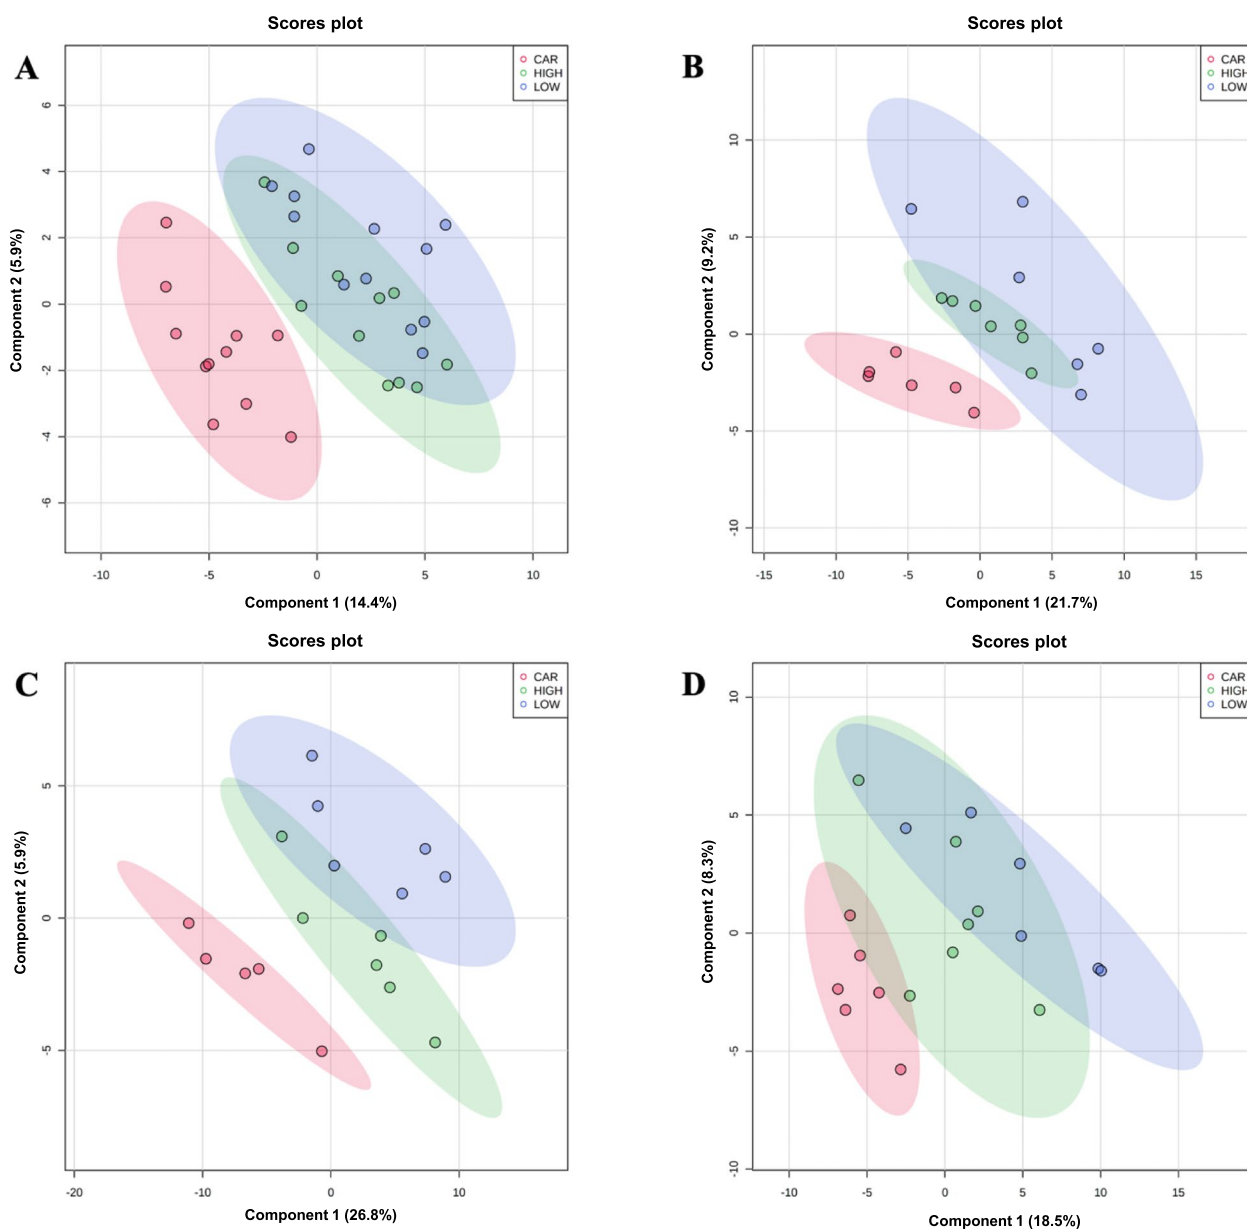 Scores plot
A
CAR
HIGH
LOW
6
4
2
0
-2
-4
-6
Component 2 (5.9%)
-10 -5 0 5 10
Component 1 (14.4%)
Scores plot
B
CAR
HIGH
LOW
10
5
0
-5
-10
Component 2 (9.2%)
-15 -10 -5 0 5 10 15
Component 1 (21.7%)
Scores plot
C
CAR
HIGH
LOW
5
0
-5
Component 2 (5.9%)
-20 -10 0 10
Component 1 (26.8%)
Scores plot
D
CAR
HIGH
LOW
10
5
0
-5
-10
Component 2 (8.3%)
-10 -5 0 5 10 15
Component 1 (18.5%)